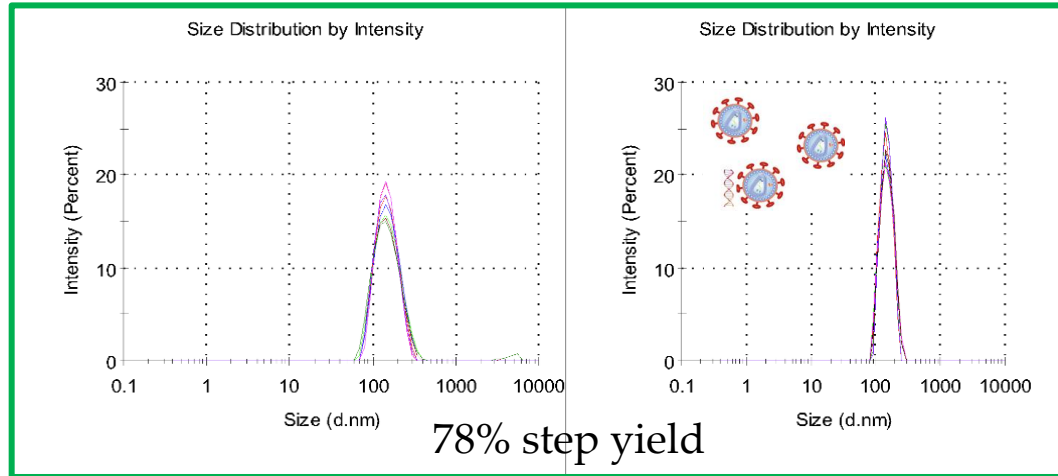 Size Distribution by Intensity
30
20
10
0
Intensity (Percent)
0.1 1 10 100 1000 10000
Size (d.nm)
Size Distribution by Intensity
30
20
10
0
Intensity (Percent)
0.1 1 10 100 1000 10000
Size (d.nm)
78% step yield